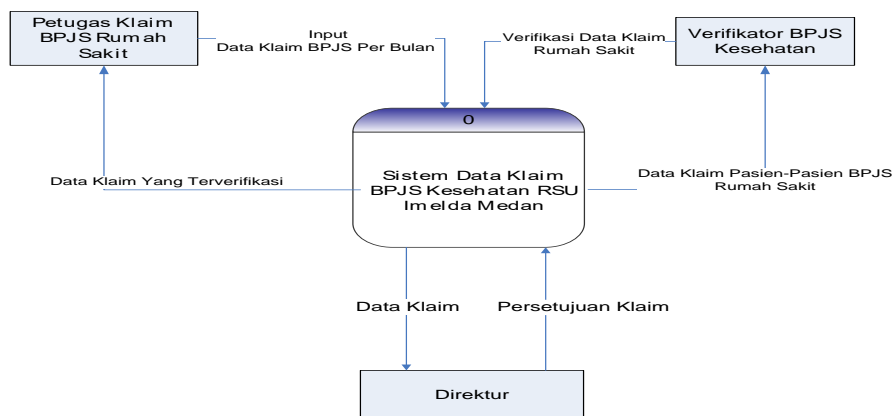 Petugas Klaim
BPJS Rumah
Sakit
Input
Data Klaim BPJS Per Bulan
Verifikasi Data Klaim
Rumah Sakit
Verifikator BPJS
Kesehatan
0
Sistem Data Klaim
BPJS Kesehatan RSU
Imelda Medan
Data Klaim Yang Terverifikasi
Data Klaim Pasien-Pasien BPJS
Rumah Sakit
Data Klaim
Persetujuan Klaim
Direktur